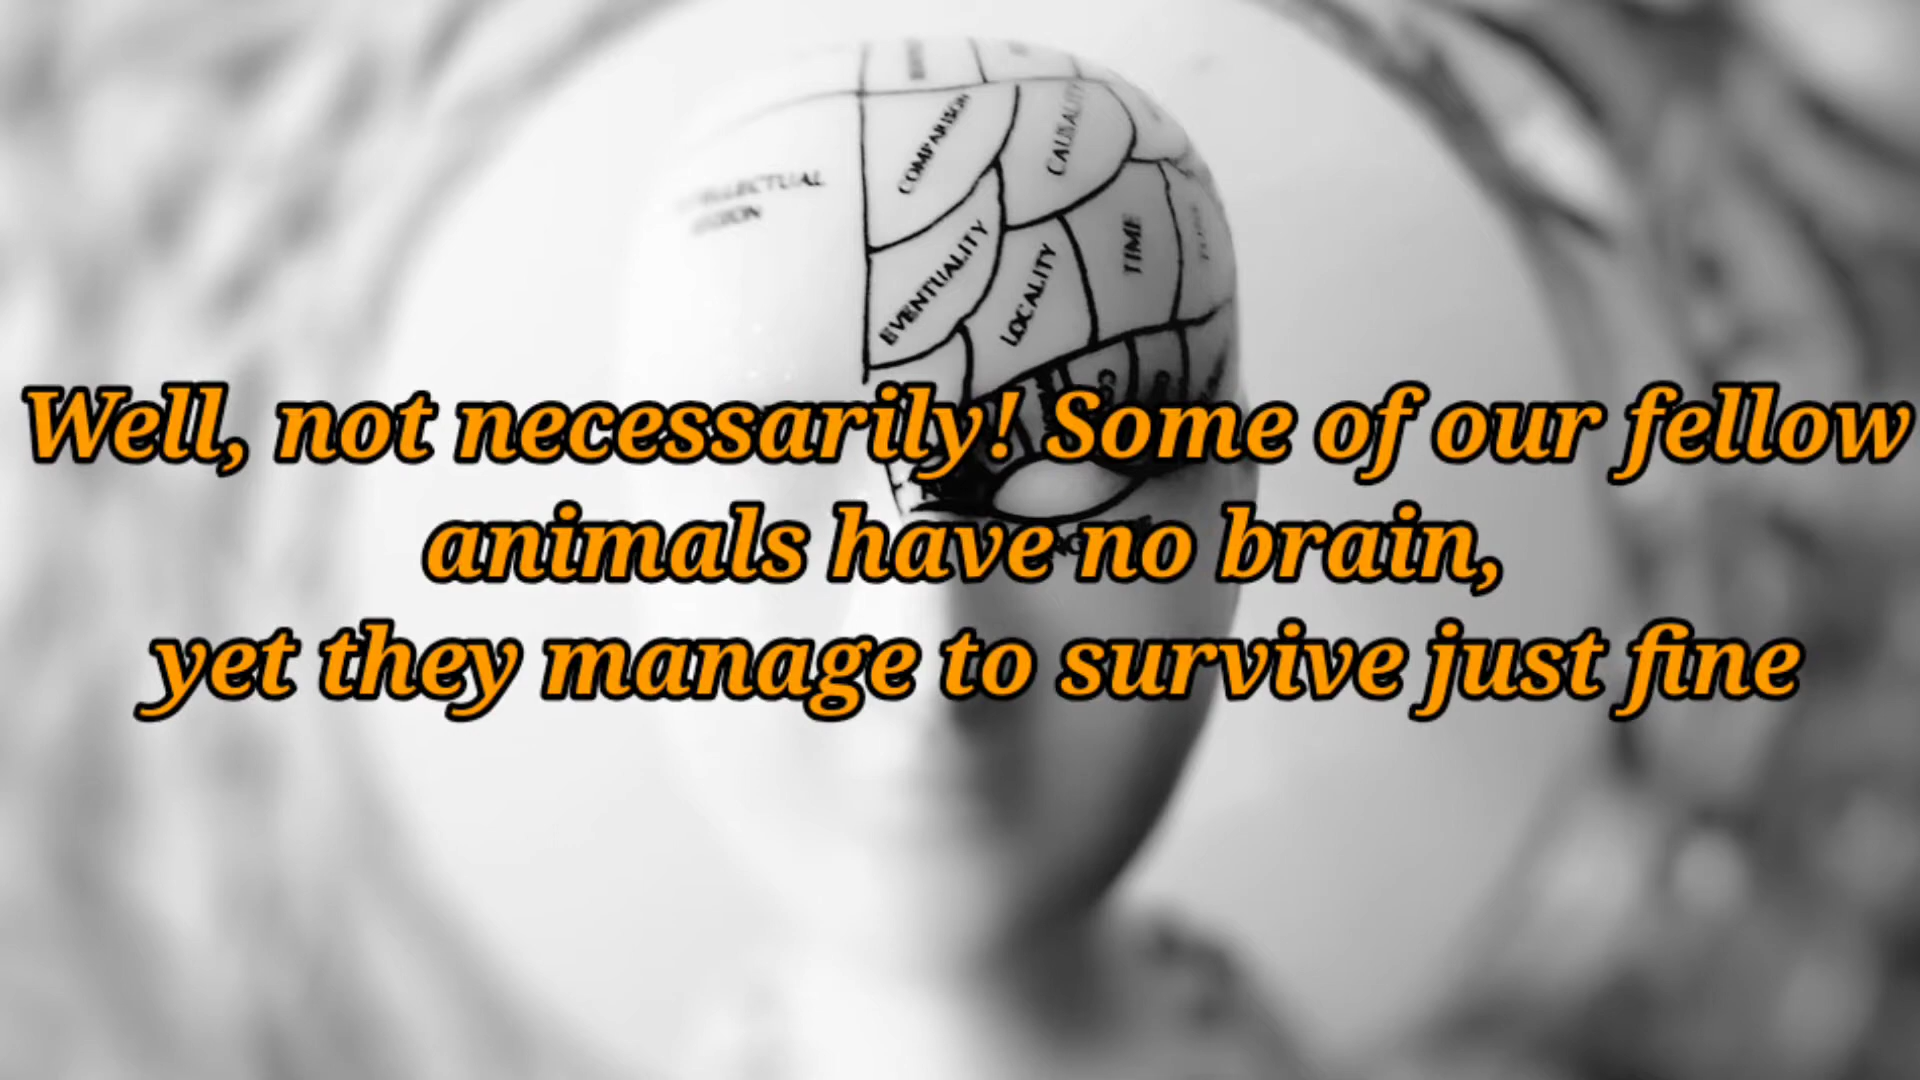 COMPARISON
CAUSALITY
EVENTUALITY
LOCALITY
TIME
Well, not necessarily! Some of our fellow
animals have no brain,
yet they manage to survive just fine